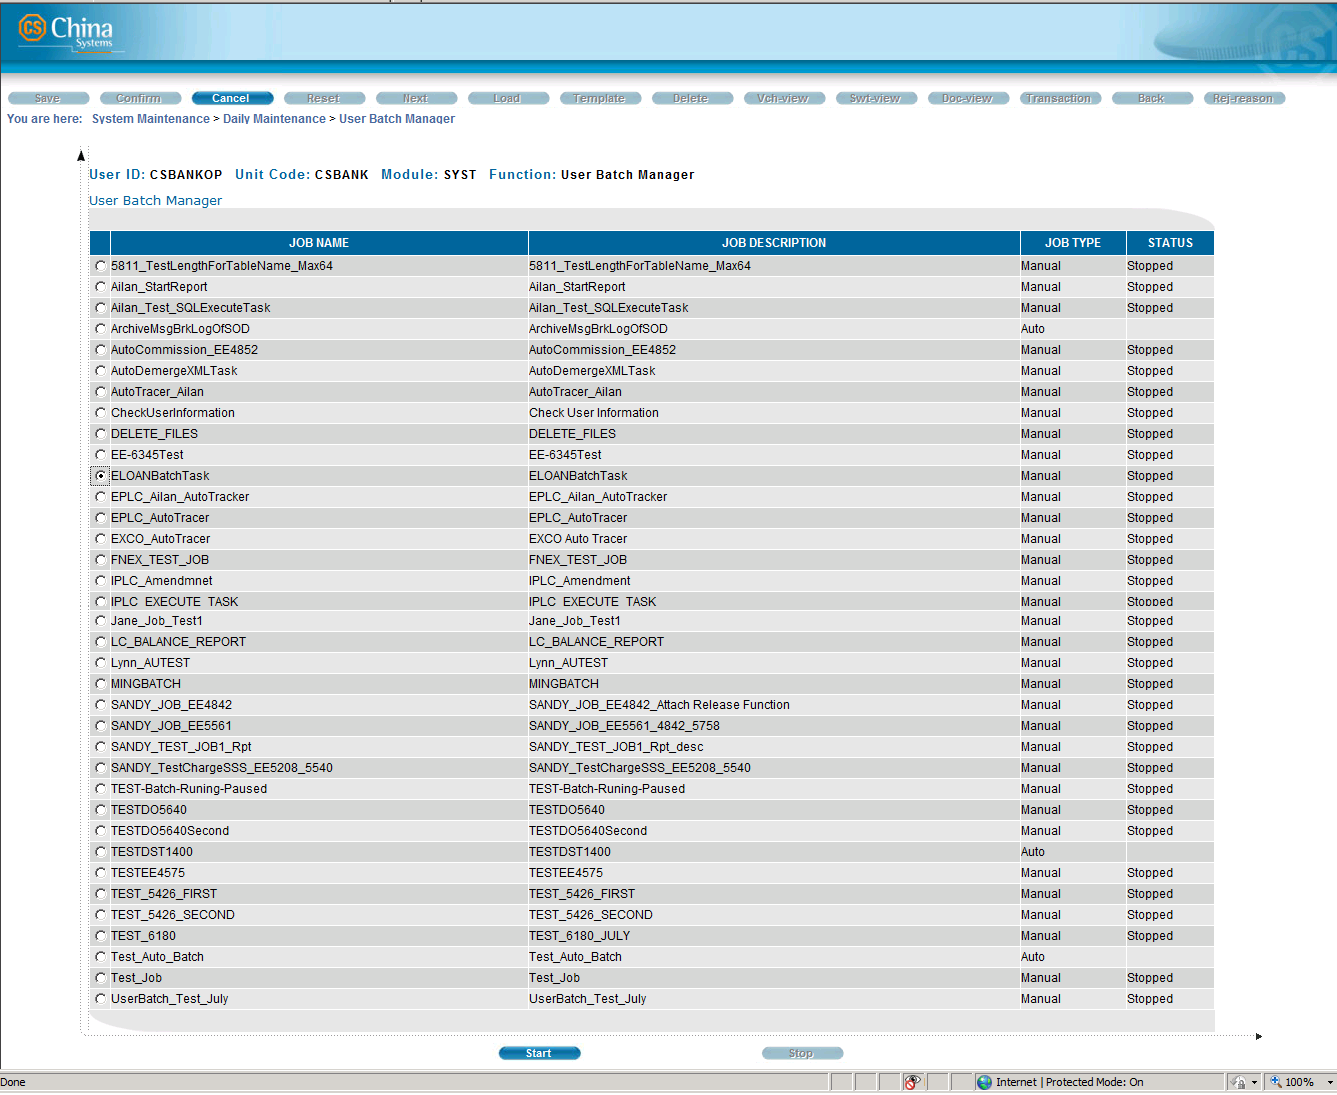 CS China
Systems
Save Confirm Cancel Reset Next Load Template Delete Vch-view Swt-view Doc-view Transaction Back Rej-reason
You are here: System Maintenance > Daily Maintenance > User Batch Manager
User ID: CSBANKOP Unit Code: CSBANK Module: SYST Function: User Batch Manager
User Batch Manager
JOB NAME JOB DESCRIPTION JOB TYPE STATUS
5811_TestLengthForTableName_Max64 5811_TestLengthForTableName_Max64 Manual Stopped
Ailan_StartReport Ailan_StartReport Manual Stopped
Ailan_Test_SQLExecuteTask Ailan_Test_SQLExecuteTask Manual Stopped
ArchiveMsgBrkLogOfSOD ArchiveMsgBrkLogOfSOD Auto
AutoCommission_EE4852 AutoCommission_EE4852 Manual Stopped
AutoDemergeXMLTask AutoDemergeXMLTask Manual Stopped
AutoTracer_Ailan AutoTracer_Ailan Manual Stopped
CheckUserInformation Check User Information Manual Stopped
DELETE_FILES DELETE_FILES Manual Stopped
EE-6345Test EE-6345Test Manual Stopped
ELOANBatchTask ELOANBatchTask Manual Stopped
EPLC_Ailan_AutoTracker EPLC_Ailan_AutoTracker Manual Stopped
EPLC_AutoTracer EPLC_AutoTracer Manual Stopped
EXCO_AutoTracer EXCO Auto Tracer Manual Stopped
FNEX_TEST_JOB FNEX_TEST_JOB Manual Stopped
IPLC_Amendmnet IPLC_Amendment Manual Stopped
IPLC_EXECUTE_TASK IPLC_EXECUTE_TASK Manual Stopped
Jane_Job_Test1 Jane_Job_Test1 Manual Stopped
LC_BALANCE_REPORT LC_BALANCE_REPORT Manual Stopped
Lynn_AUTEST Lynn_AUTEST Manual Stopped
MINGBATCH MINGBATCH Manual Stopped
SANDY_JOB_EE4842 SANDY_JOB_EE4842_Attach Release Function Manual Stopped
SANDY_JOB_EE5561 SANDY_JOB_EE5561_4842_5758 Manual Stopped
SANDY_TEST_JOB1_Rpt SANDY_TEST_JOB1_Rpt_desc Manual Stopped
SANDY_TestChargeSSS_EE5208_5540 SANDY_TestChargeSSS_EE5208_5540 Manual Stopped
TEST-Batch-Runing-Paused TEST-Batch-Runing-Paused Manual Stopped
TESTDO5640 TESTDO5640 Manual Stopped
TESTDO5640Second TESTDO5640Second Manual Stopped
TESTDST1400 TESTDST1400 Auto
TESTEE4575 TESTEE4575 Manual Stopped
TEST_5426_FIRST TEST_5426_FIRST Manual Stopped
TEST_5426_SECOND TEST_5426_SECOND Manual Stopped
TEST_6180 TEST_6180_JULY Manual Stopped
Test_Auto_Batch Test_Auto_Batch Auto
Test_Job Test_Job Manual Stopped
UserBatch_Test_July UserBatch_Test_July Manual Stopped
Start Stop
Done Internet | Protected Mode: On 100%